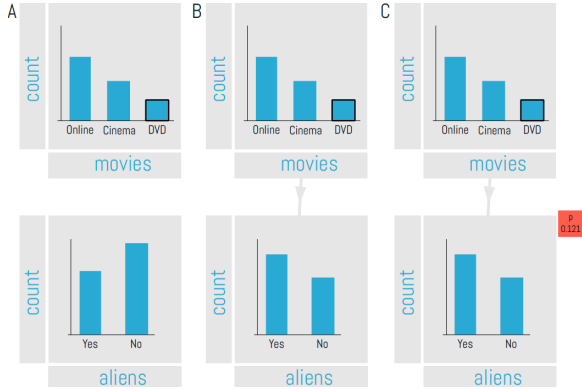 A
count
Online Cinema DVD
movies
count
Yes No
aliens
B
count
Online Cinema DVD
movies
count
Yes No
aliens
C
count
Online Cinema DVD
movies
count
Yes No
aliens
p
0.121